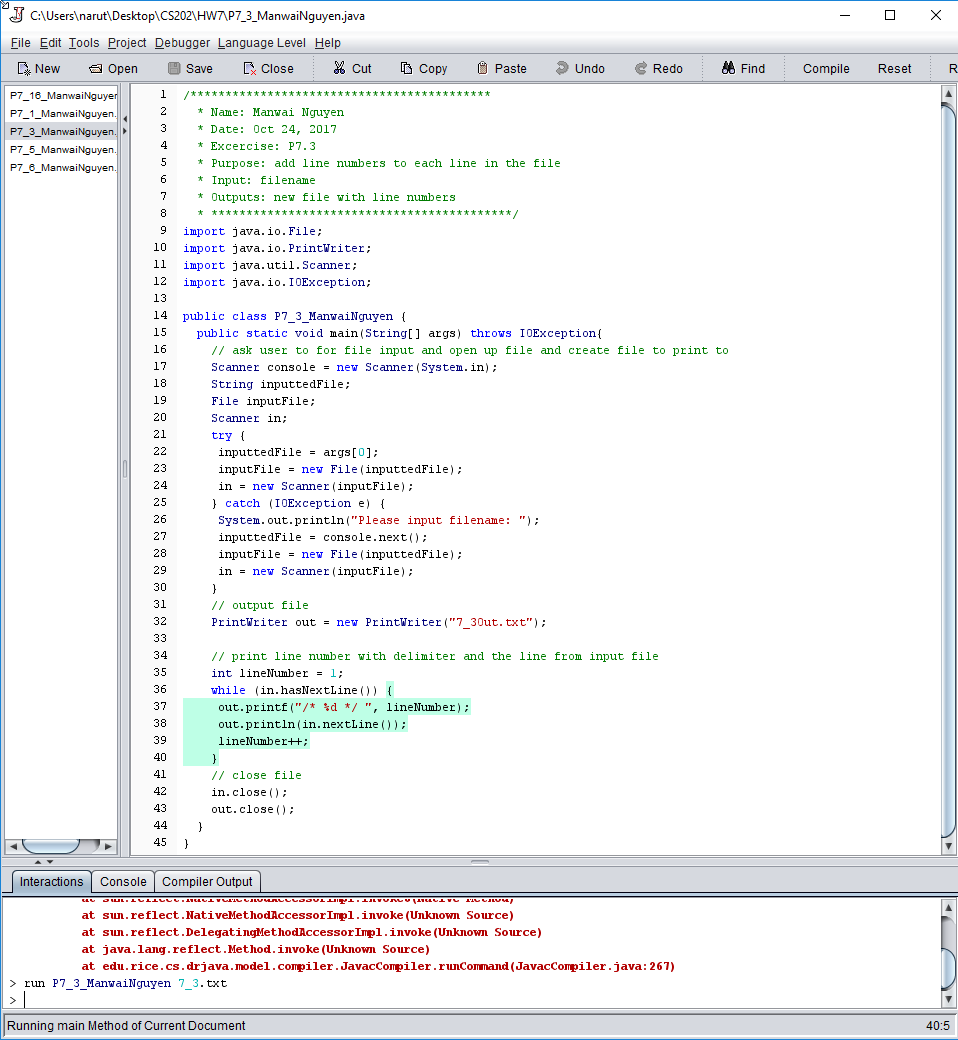 C:\Users\narut\Desktop\CS202\HW7\P7_3_ManwaiNguyen.java
File Edit Tools Project Debugger Language Level Help
New Open Save Close Cut Copy Paste Undo Redo Find Compile Reset R
P7_16_ManwaiNguyen
P7_1_ManwaiNguyen.
P7_3_ManwaiNguyen.
P7_5_ManwaiNguyen.
P7_6_ManwaiNguyen.
1 /*******************************************
2 * Name: Manwai Nguyen
3 * Date: Oct 24, 2017
4 * Excercise: P7.3
5 * Purpose: add line numbers to each line in the file
6 * Input: filename
7 * Outputs: new file with line numbers
8 * *******************************************/
9 import java.io.File;
10 import java.io.PrintWriter;
11 import java.util.Scanner;
12 import java.io.IOException;
13
14 public class P7_3_ManwaiNguyen {
15 public static void main(String[] args) throws IOException{
16 // ask user to for file input and open up file and create file to print to
17 Scanner console = new Scanner(System.in);
18 String inputtedFile;
19 File inputFile;
20 Scanner in;
21 try {
22 inputtedFile = args[0];
23 inputFile = new File(inputtedFile);
24 in = new Scanner(inputFile);
25 } catch (IOException e) {
26 System.out.println("Please input filename: ");
27 inputtedFile = console.next();
28 inputFile = new File(inputtedFile);
29 in = new Scanner(inputFile);
30 }
31 // output file
32 PrintWriter out = new PrintWriter("7_3Out.txt");
33
34 // print line number with delimiter and the line from input file
35 int lineNumber = 1;
36 while (in.hasNextLine()) {
37 out.printf("/* %d */ ", lineNumber);
38 out.println(in.nextLine());
39 lineNumber++;
40 }
41 // close file
42 in.close();
43 out.close();
44 }
45 }
Interactions Console Compiler Output
at sun.reflect.NativeMethodAccessorImpl.invoke0(Native Method)
at sun.reflect.NativeMethodAccessorImpl.invoke(Unknown Source)
at sun.reflect.DelegatingMethodAccessorImpl.invoke(Unknown Source)
at java.lang.reflect.Method.invoke(Unknown Source)
at edu.rice.cs.drjava.model.compiler.JavacCompiler.runCommand(JavacCompiler.java:267)
> run P7_3_ManwaiNguyen 7_3.txt
>
Running main Method of Current Document 40:5